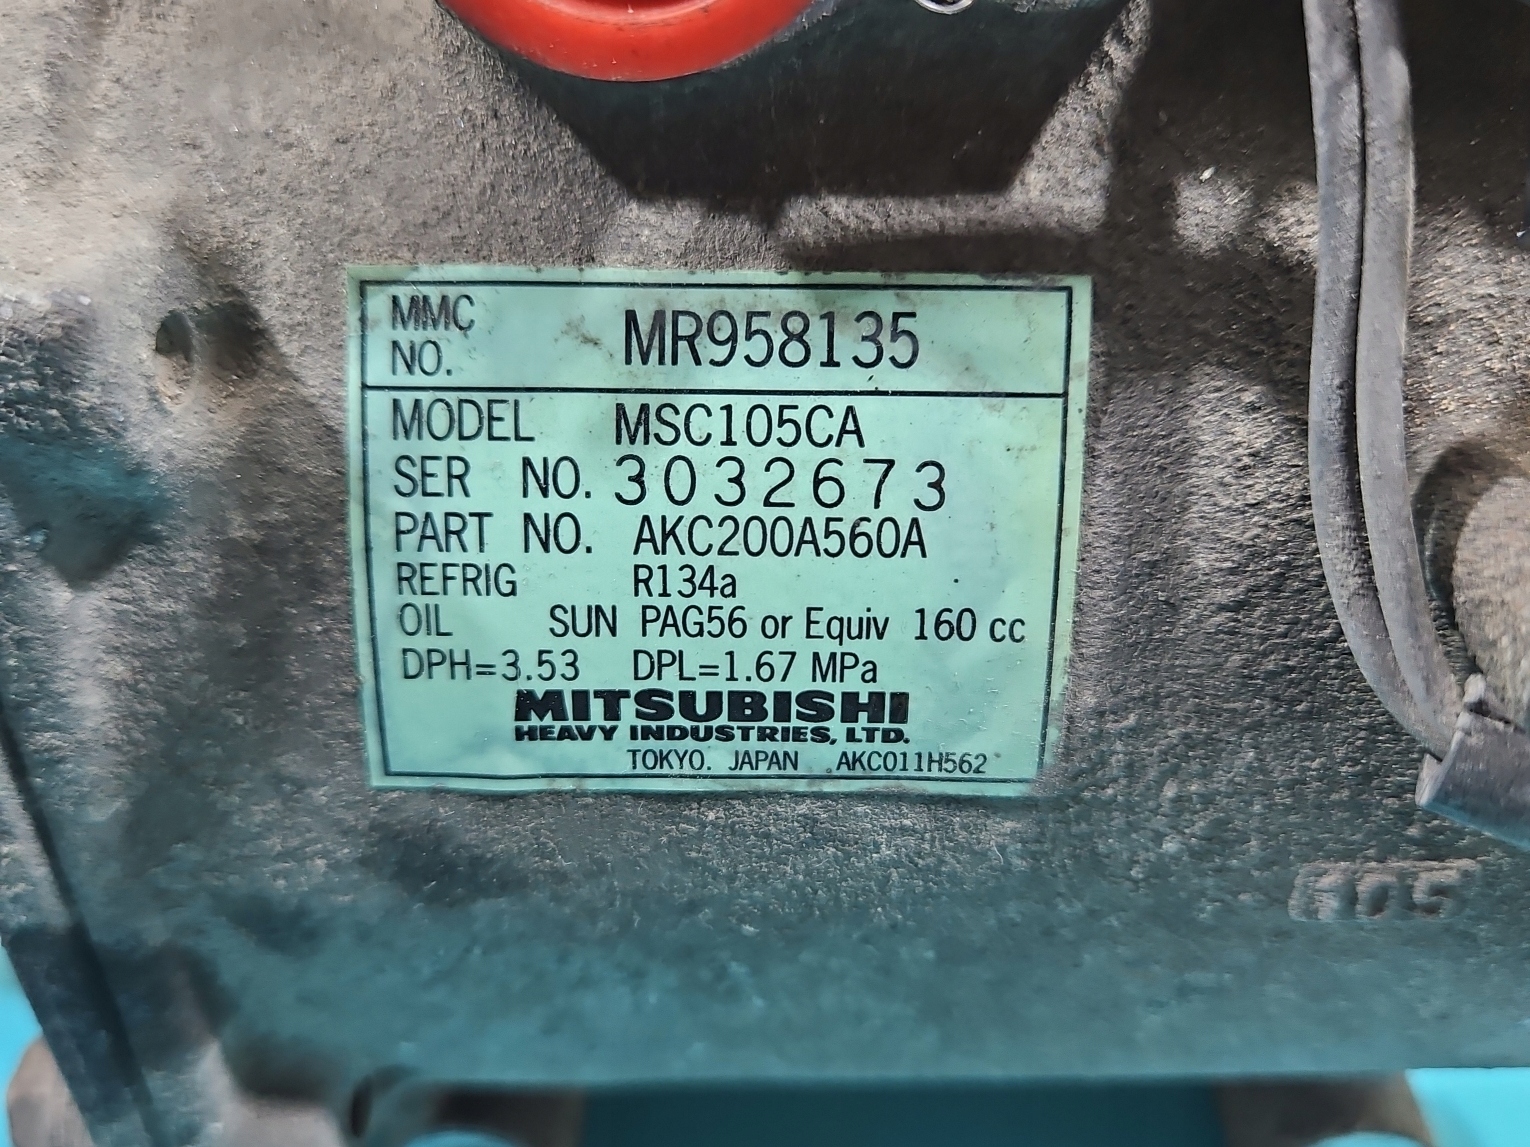 MMC
NO. MR958135
MODEL MSC105CA
SER NO. 3032673
PART NO. AKC200A560A
REFRIG R134a
OIL SUN PAG56 or Equiv 160 cc
DPH=3.53 DPL=1.67 MPa
MITSUBISHI
HEAVY INDUSTRIES, LTD.
TOKYO. JAPAN AKC011H562
105